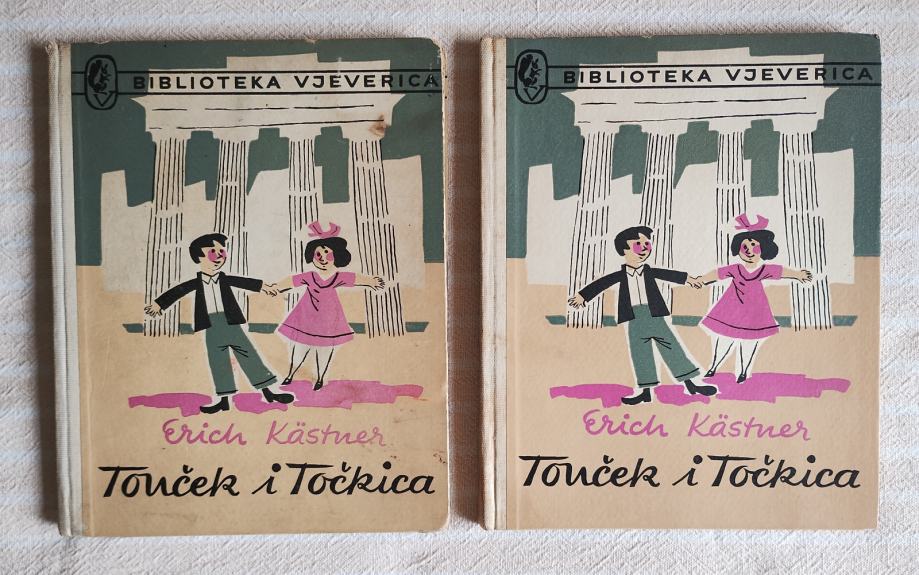 BIBLIOTEKA VJEVERICA
Erich Kästner
Tonček i Točkica
BIBLIOTEKA VJEVERICA
Erich Kästner
Tonček i Točkica